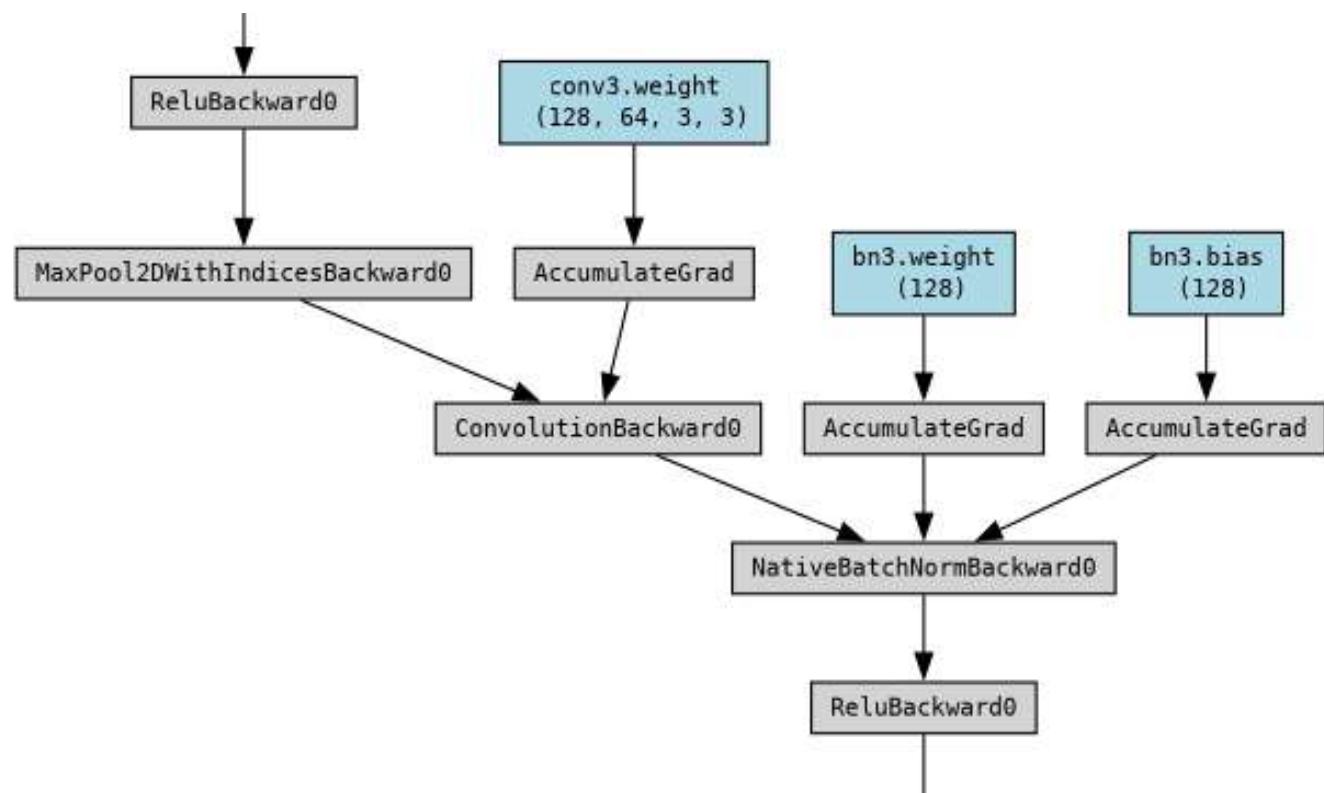 ReluBackward0
conv3.weight
(128, 64, 3, 3)
MaxPool2DWithIndicesBackward0
AccumulateGrad
bn3.weight
(128)
bn3.bias
(128)
ConvolutionBackward0
AccumulateGrad
AccumulateGrad
NativeBatchNormBackward0
ReluBackward0